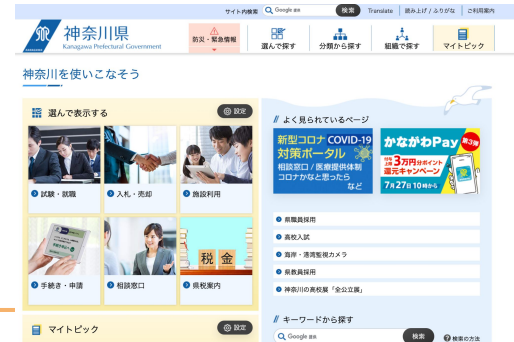 サイト内検索 Google 提供 検索 Translate 読み上げ / ふりがな ご利用案内
神奈川県
Kanagawa Prefectural Government
防災・緊急情報
選んで探す
分類から探す
組織で探す
マイトピック
神奈川を使いこなそう
選んで表示する
設定
試験・就職
入札・売却
施設利用
手続き・申請
相談窓口
税金
県税案内
マイトピック
設定
よく見られているページ
新型コロナ COVID-19
対策ポータル
相談窓口 / 医療提供体制
コロナかなと思ったら
など
かながわPay 第3弾
3万円分ポイント
還元キャンペーン
7月27日10時から
県職員採用
高校入試
海岸・港湾監視カメラ
県教員採用
神奈川の高校展「全公立展」
キーワードから探す
Google 提供 検索 検索の方法